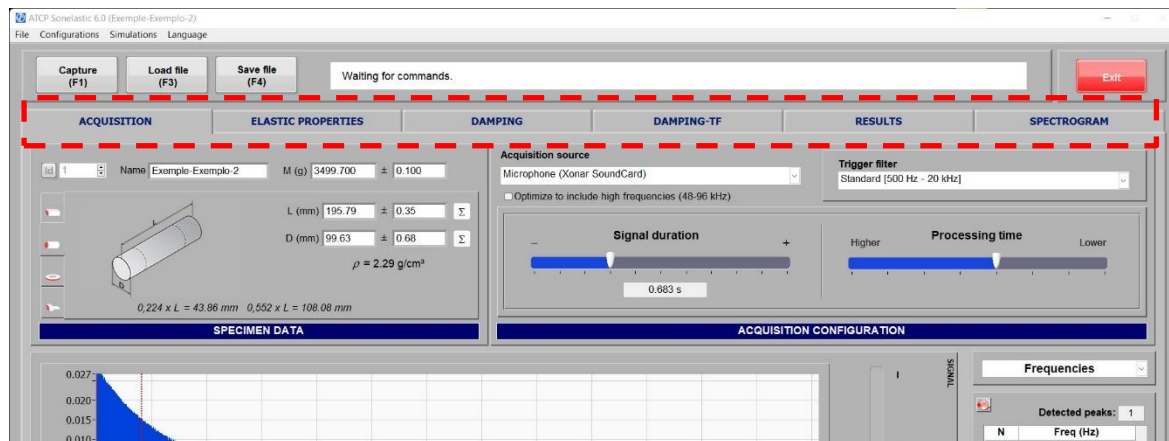 ATCP Sonelastic 6.0 (Exemple-Exemplo-2)
File Configurations Simulations Language
Capture (F1)
Load file (F3)
Save file (F4)
Waiting for commands.
Exit
ACQUISITION ELASTIC PROPERTIES DAMPING DAMPING-TF RESULTS SPECTROGRAM
Id 1 Name Exemple-Exemplo-2 M (g) 3499.700 ± 0.100
L (mm) 195.79 ± 0.35 Σ
D (mm) 99.63 ± 0.68 Σ
ρ = 2.29 g/cm³
L
D
0,224 x L = 43.86 mm 0,552 x L = 108.08 mm
SPECIMEN DATA
Acquisition source
Microphone (Xonar SoundCard)
Optimize to include high frequencies (48-96 kHz)
Trigger filter
Standard [500 Hz - 20 kHz]
– Signal duration +
0.683 s
Higher Processing time Lower
ACQUISITION CONFIGURATION
0.027
0.020
0.015
0.010
I
SIGNAL
Frequencies
Detected peaks: 1
N Freq (Hz)